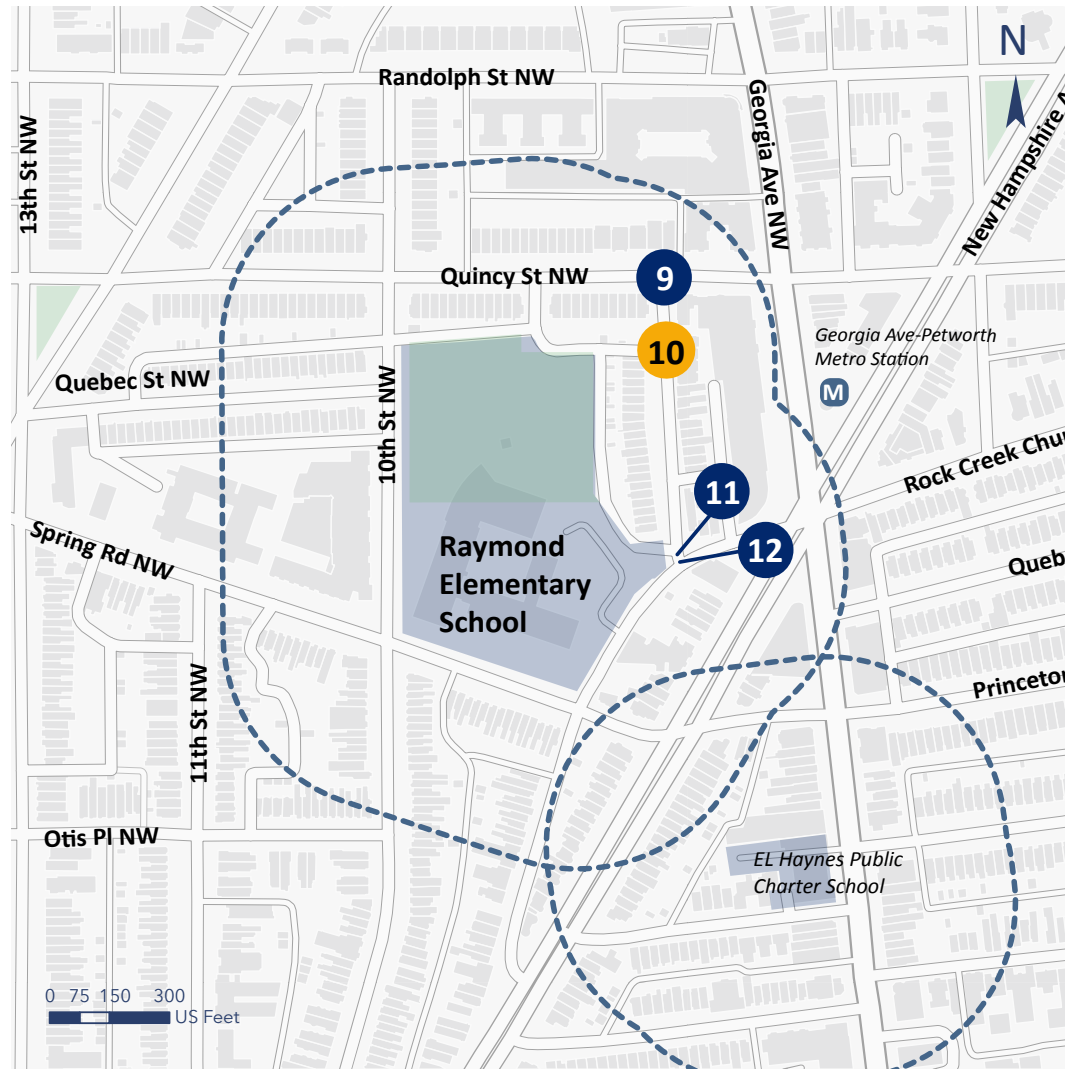 N
Randolph St NW
Georgia Ave NW
New Hampshire A
13th St NW
9
Quincy St NW
10
Georgia Ave-Petworth
Metro Station
M
Quebec St NW
10th St NW
Rock Creek Chu
11
12
Spring Rd NW
Raymond
Elementary
School
Queb
Princeton
11th St NW
Otis Pl NW
EL Haynes Public
Charter School
0 75 150 300
US Feet